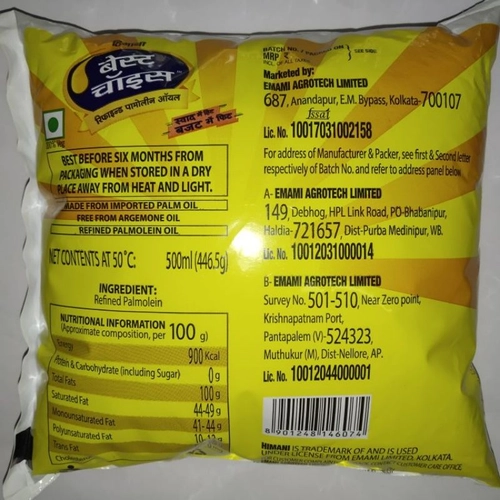 हिमानी
बेस्ट
चॉइस
रिफाइन्ड पामोलीन ऑयल
स्वाद में हिट
बजट में फिट
BEST BEFORE SIX MONTHS FROM
PACKAGING WHEN STORED IN A DRY
PLACE AWAY FROM HEAT AND LIGHT.
MADE FROM IMPORTED PALM OIL
FREE FROM ARGEMONE OIL
REFINED PALMOLEIN OIL
NET CONTENTS AT 50°C: 500ml (446.5g)
INGREDIENT:
Refined Palmolein
NUTRITIONAL INFORMATION
(Approximate composition, per 100 g)
Energy 900 Kcal
Protein & Carbohydrate (including Sugar) 0g
Total Fats 100 g
Saturated Fat 44-49 g
Monounsaturated Fat 41-44 g
Polyunsaturated Fat 10-12 g
Trans Fat
MRP
Marketed by:
EMAMI AGROTECH LIMITED
687, Anandapur, E.M. Bypass, Kolkata-700107
fssai
Lic. No. 10017031002158
For address of Manufacturer & Packer, see first & Second letter
respectively of Batch No. and refer to address panel below
A- EMAMI AGROTECH LIMITED
149, Debhog, HPL Link Road, PO-Bhabanipur,
Haldia-721657, Dist-Purba Medinipur, WB.
Lic. No. 10012031000014
B- EMAMI AGROTECH LIMITED
Survey No. 501-510, Near Zero point,
Krishnapatnam Port,
Pantapalem (V)-524323,
Muthukur (M), Dist-Nellore, AP.
Lic. No. 10012044000001
8901248146074
HIMANI IS TRADEMARK OF AND IS USED
UNDER LICENSE FROM EMAMI LIMITED, KOLKATA.